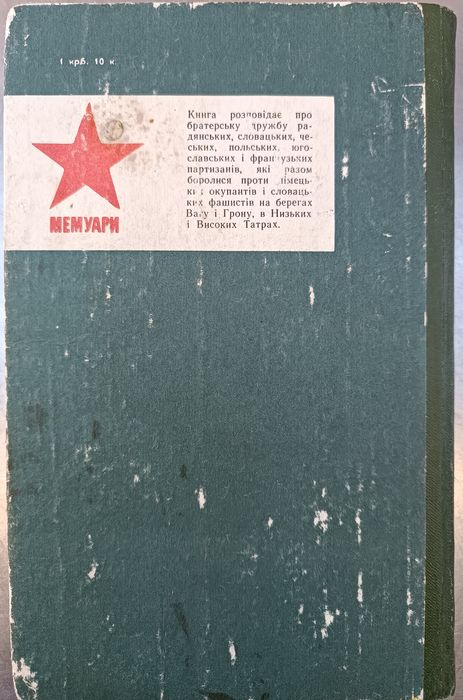 1 крб. 10 к.
Книга розповідає про
братерську дружбу ра-
дянських, словацьких, че-
ських, польських, юго-
славських і французьких
партизанів, які разом
боролися проти німець-
ких окупантів і словаць-
ких фашистів на берегах
Вагу і Грону, в Низьких
і Високих Татрах.
МЕМУАРИ